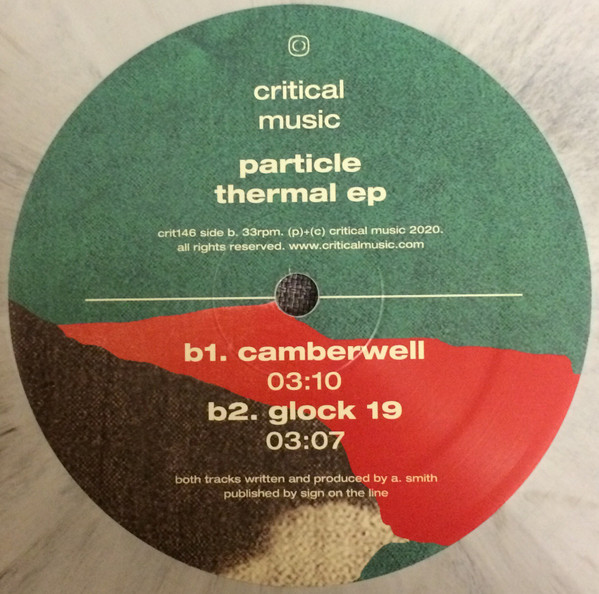 critical
music
particle
thermal ep
crit146 side b. 33rpm. (p)+(c) critical music 2020.
all rights reserved. www.criticalmusic.com
b1. camberwell
03:10
b2. glock 19
03:07
both tracks written and produced by a. smith
published by sign on the line